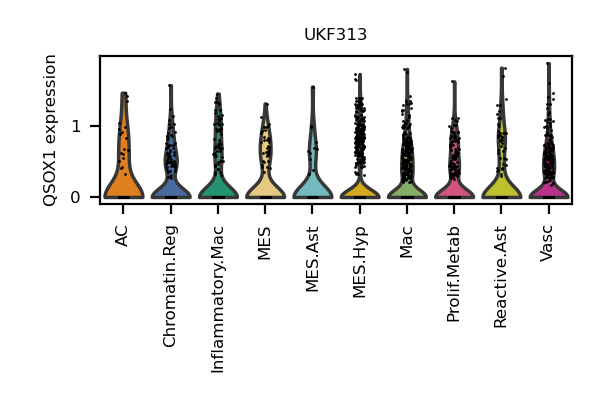 UKF313
QSOX1 expression
1
0
AC
Chromatin.Reg
Inflammatory.Mac
MES
MES.Ast
MES.Hyp
Mac
Prolif.Metab
Reactive.Ast
Vasc